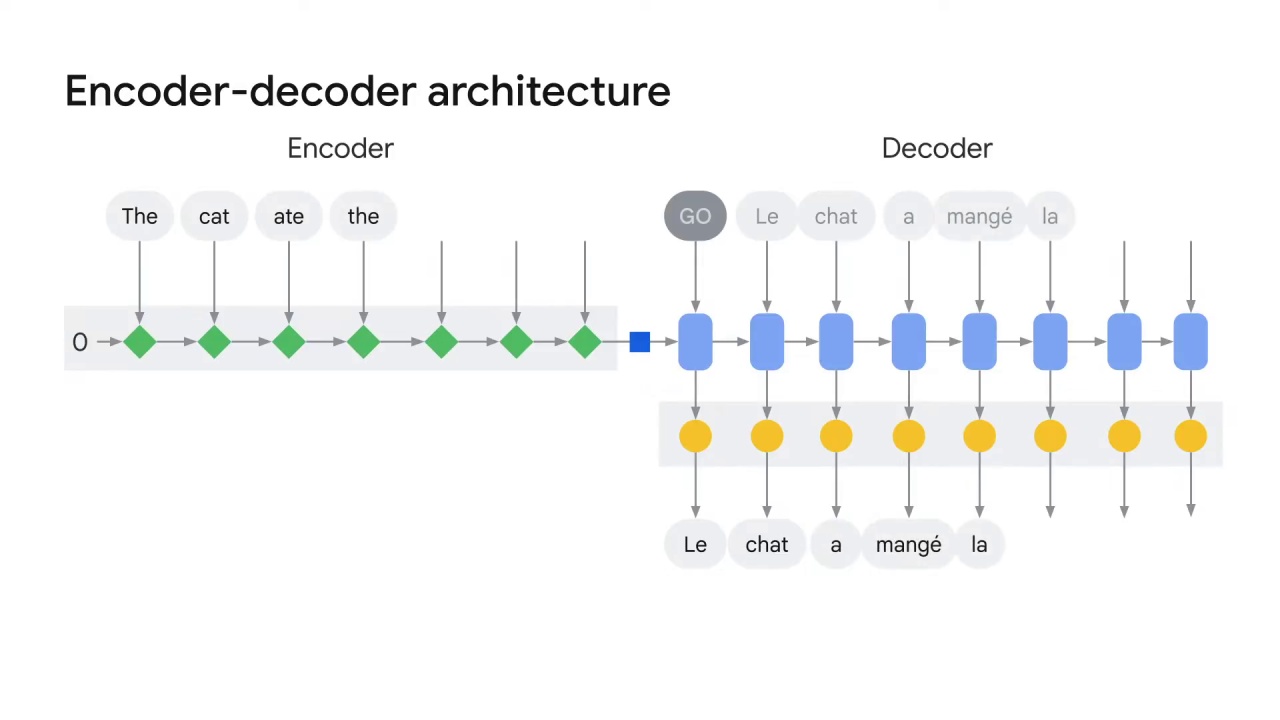 Encoder-decoder architecture
Encoder
Decoder
The cat ate the
GO Le chat a mangé la
0
Le chat a mangé la